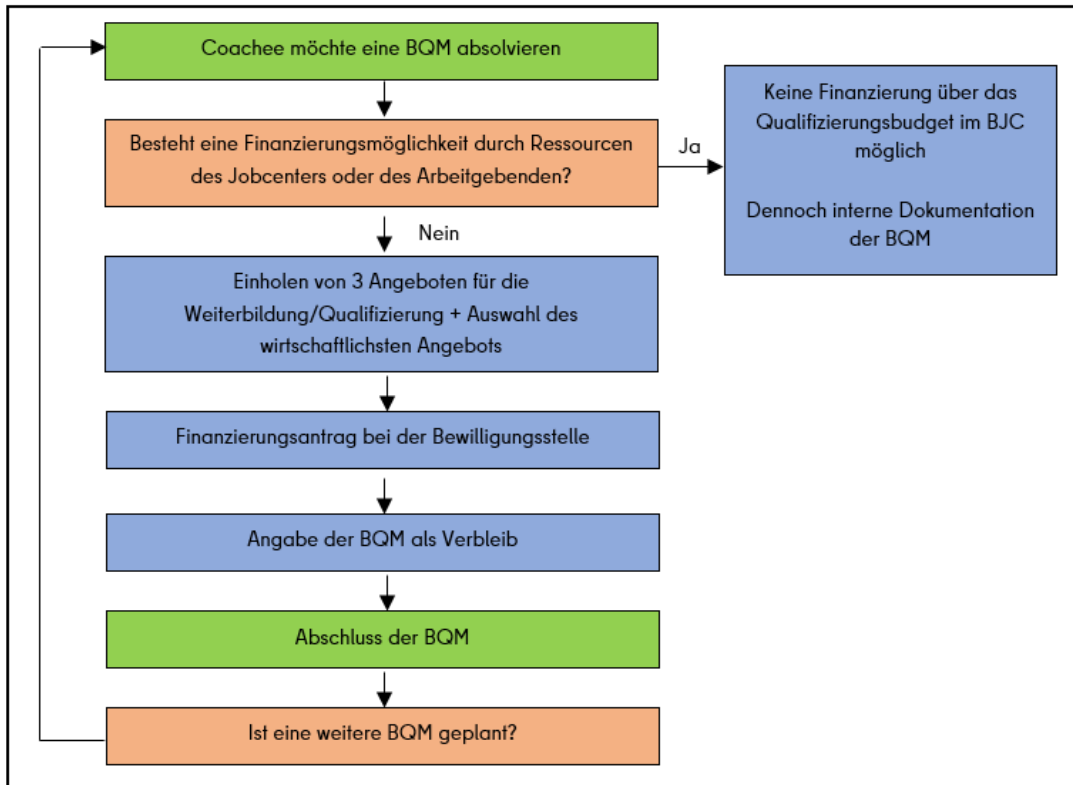 Coachee möchte eine BQM absolvieren
Besteht eine Finanzierungsmöglichkeit durch Ressourcen
des Jobcenters oder des Arbeitgebenden?
Ja
Keine Finanzierung über das
Qualifizierungsbudget im BJC
möglich
Dennoch interne Dokumentation
der BQM
Nein
Einholen von 3 Angeboten für die
Weiterbildung/Qualifizierung + Auswahl des
wirtschaftlichsten Angebots
Finanzierungsantrag bei der Bewilligungsstelle
Angabe der BQM als Verbleib
Abschluss der BQM
Ist eine weitere BQM geplant?